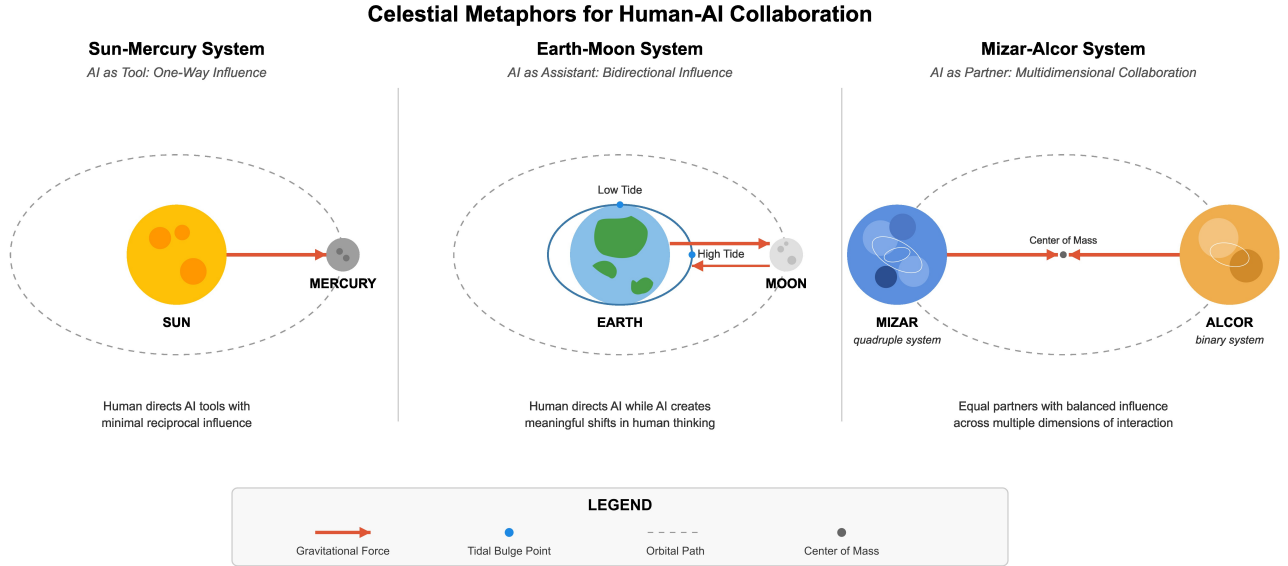 Celestial Metaphors for Human-AI Collaboration
Sun-Mercury System
AI as Tool: One-Way Influence
MERCURY
SUN
Human directs AI tools with
minimal reciprocal influence
Earth-Moon System
AI as Assistant: Bidirectional Influence
Low Tide
High Tide
MOON
EARTH
Human directs AI while AI creates
meaningful shifts in human thinking
Mizar-Alcor System
AI as Partner: Multidimensional Collaboration
Center of Mass
MIZAR
quadruple system
ALCOR
binary system
Equal partners with balanced influence
across multiple dimensions of interaction
LEGEND
Gravitational Force
Tidal Bulge Point
Orbital Path
Center of Mass